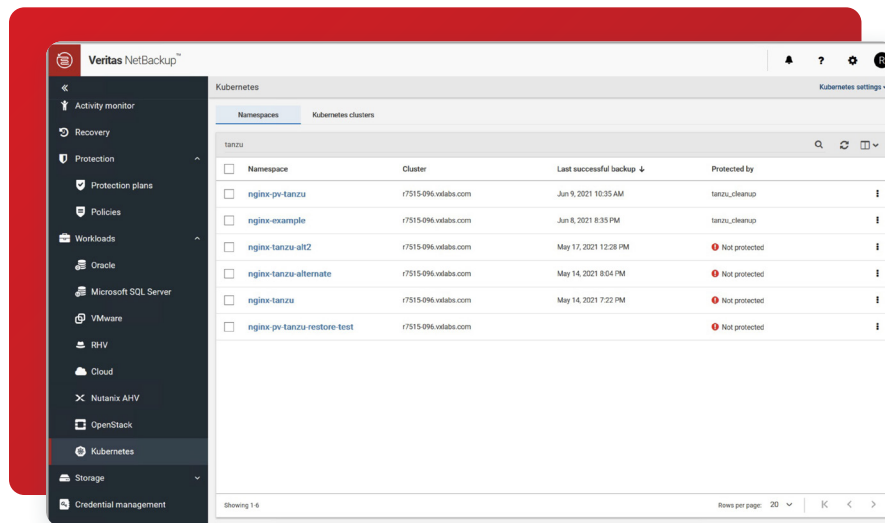 Veritas NetBackup™
R
Kubernetes
Kubernetes settings
Activity monitor
Recovery
Protection
Protection plans
Policies
Workloads
Oracle
Microsoft SQL Server
VMware
RHV
Cloud
Nutanix AHV
OpenStack
Kubernetes
Storage
Credential management
Namespaces Kubernetes clusters
tanzu
Namespace Cluster Last successful backup Protected by
nginx-pv-tanzu r7515-096.vxlabs.com Jun 9, 2021 10:35 AM tanzu_cleanup
nginx-example r7515-096.vxlabs.com Jun 8, 2021 8:35 PM tanzu_cleanup
nginx-tanzu-alt2 r7515-096.vxlabs.com May 17, 2021 12:28 PM Not protected
nginx-tanzu-alternate r7515-096.vxlabs.com May 14, 2021 8:04 PM Not protected
nginx-tanzu r7515-096.vxlabs.com May 14, 2021 7:22 PM Not protected
nginx-pv-tanzu-restore-test r7515-096.vxlabs.com Not protected
Showing 1-6 Rows per page: 20